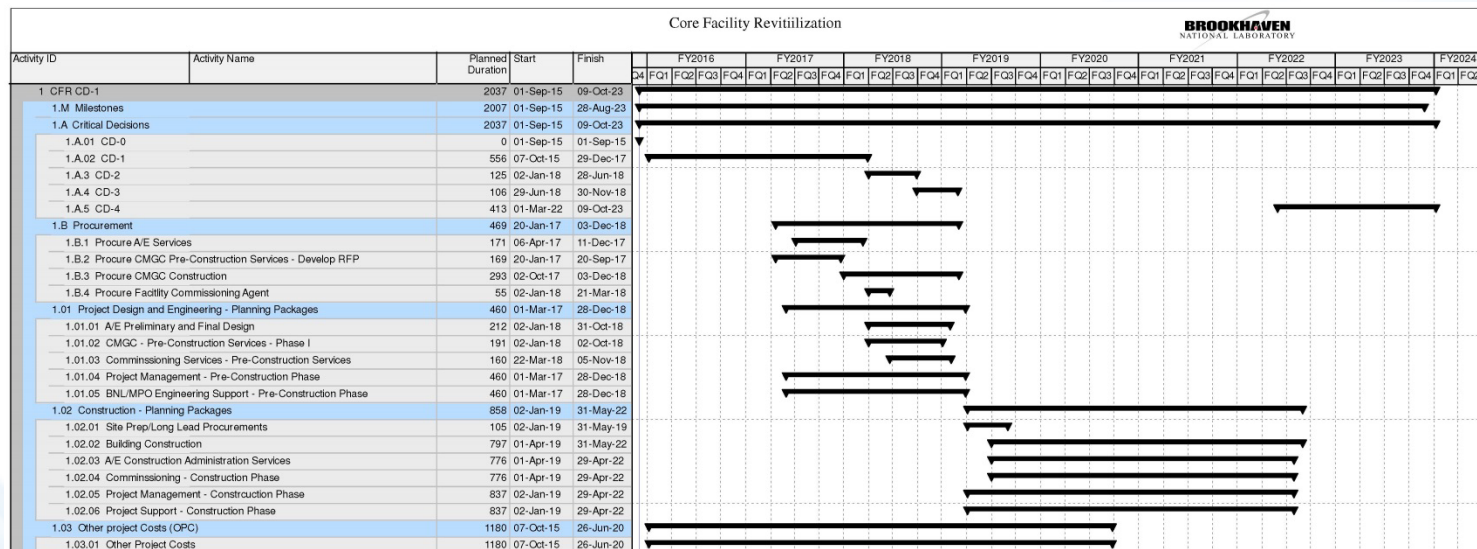 Core Facility Revitiilization
BROOKHAVEN
NATIONAL LABORATORY
Activity ID Activity Name Planned Duration Start Finish FY2016 FY2017 FY2018 FY2019 FY2020 FY2021 FY2022 FY2023 FY2024
Q4 FQ1 FQ2 FQ3 FQ4 FQ1 FQ2 FQ3 FQ4 FQ1 FQ2 FQ3 FQ4 FQ1 FQ2 FQ3 FQ4 FQ1 FQ2 FQ3 FQ4 FQ1 FQ2 FQ3 FQ4 FQ1 FQ2 FQ3 FQ4 FQ1 FQ2 FQ3 FQ4 FQ1 FQ2
1 CFR CD-1 2037 01-Sep-15 09-Oct-23
1.M Milestones 2007 01-Sep-15 28-Aug-23
1.A Critical Decisions 2037 01-Sep-15 09-Oct-23
1.A.01 CD-0 0 01-Sep-15 01-Sep-15
1.A.02 CD-1 556 07-Oct-15 29-Dec-17
1.A.3 CD-2 125 02-Jan-18 28-Jun-18
1.A.4 CD-3 106 29-Jun-18 30-Nov-18
1.A.5 CD-4 413 01-Mar-22 09-Oct-23
1.B Procurement 469 20-Jan-17 03-Dec-18
1.B.1 Procure A/E Services 171 06-Apr-17 11-Dec-17
1.B.2 Procure CMGC Pre-Construction Services - Develop RFP 169 20-Jan-17 20-Sep-17
1.B.3 Procure CMGC Construction 293 02-Oct-17 03-Dec-18
1.B.4 Procure Facitlity Commissioning Agent 55 02-Jan-18 21-Mar-18
1.01 Project Design and Engineering - Planning Packages 460 01-Mar-17 28-Dec-18
1.01.01 A/E Preliminary and Final Design 212 02-Jan-18 31-Oct-18
1.01.02 CMGC - Pre-Construction Services - Phase I 191 02-Jan-18 02-Oct-18
1.01.03 Comminssioning Services - Pre-Construction Services 160 22-Mar-18 05-Nov-18
1.01.04 Project Management - Pre-Construction Phase 460 01-Mar-17 28-Dec-18
1.01.05 BNL/MPO Engineering Support - Pre-Construction Phase 460 01-Mar-17 28-Dec-18
1.02 Construction - Planning Packages 858 02-Jan-19 31-May-22
1.02.01 Site Prep/Long Lead Procurements 105 02-Jan-19 31-May-19
1.02.02 Building Construction 797 01-Apr-19 31-May-22
1.02.03 A/E Construction Administration Services 776 01-Apr-19 29-Apr-22
1.02.04 Comminssioning - Construction Phase 776 01-Apr-19 29-Apr-22
1.02.05 Project Management - Constrcuction Phase 837 02-Jan-19 29-Apr-22
1.02.06 Project Support - Construction Phase 837 02-Jan-19 29-Apr-22
1.03 Other project Costs (OPC) 1180 07-Oct-15 26-Jun-20
1.03.01 Other Project Costs 1180 07-Oct-15 26-Jun-20